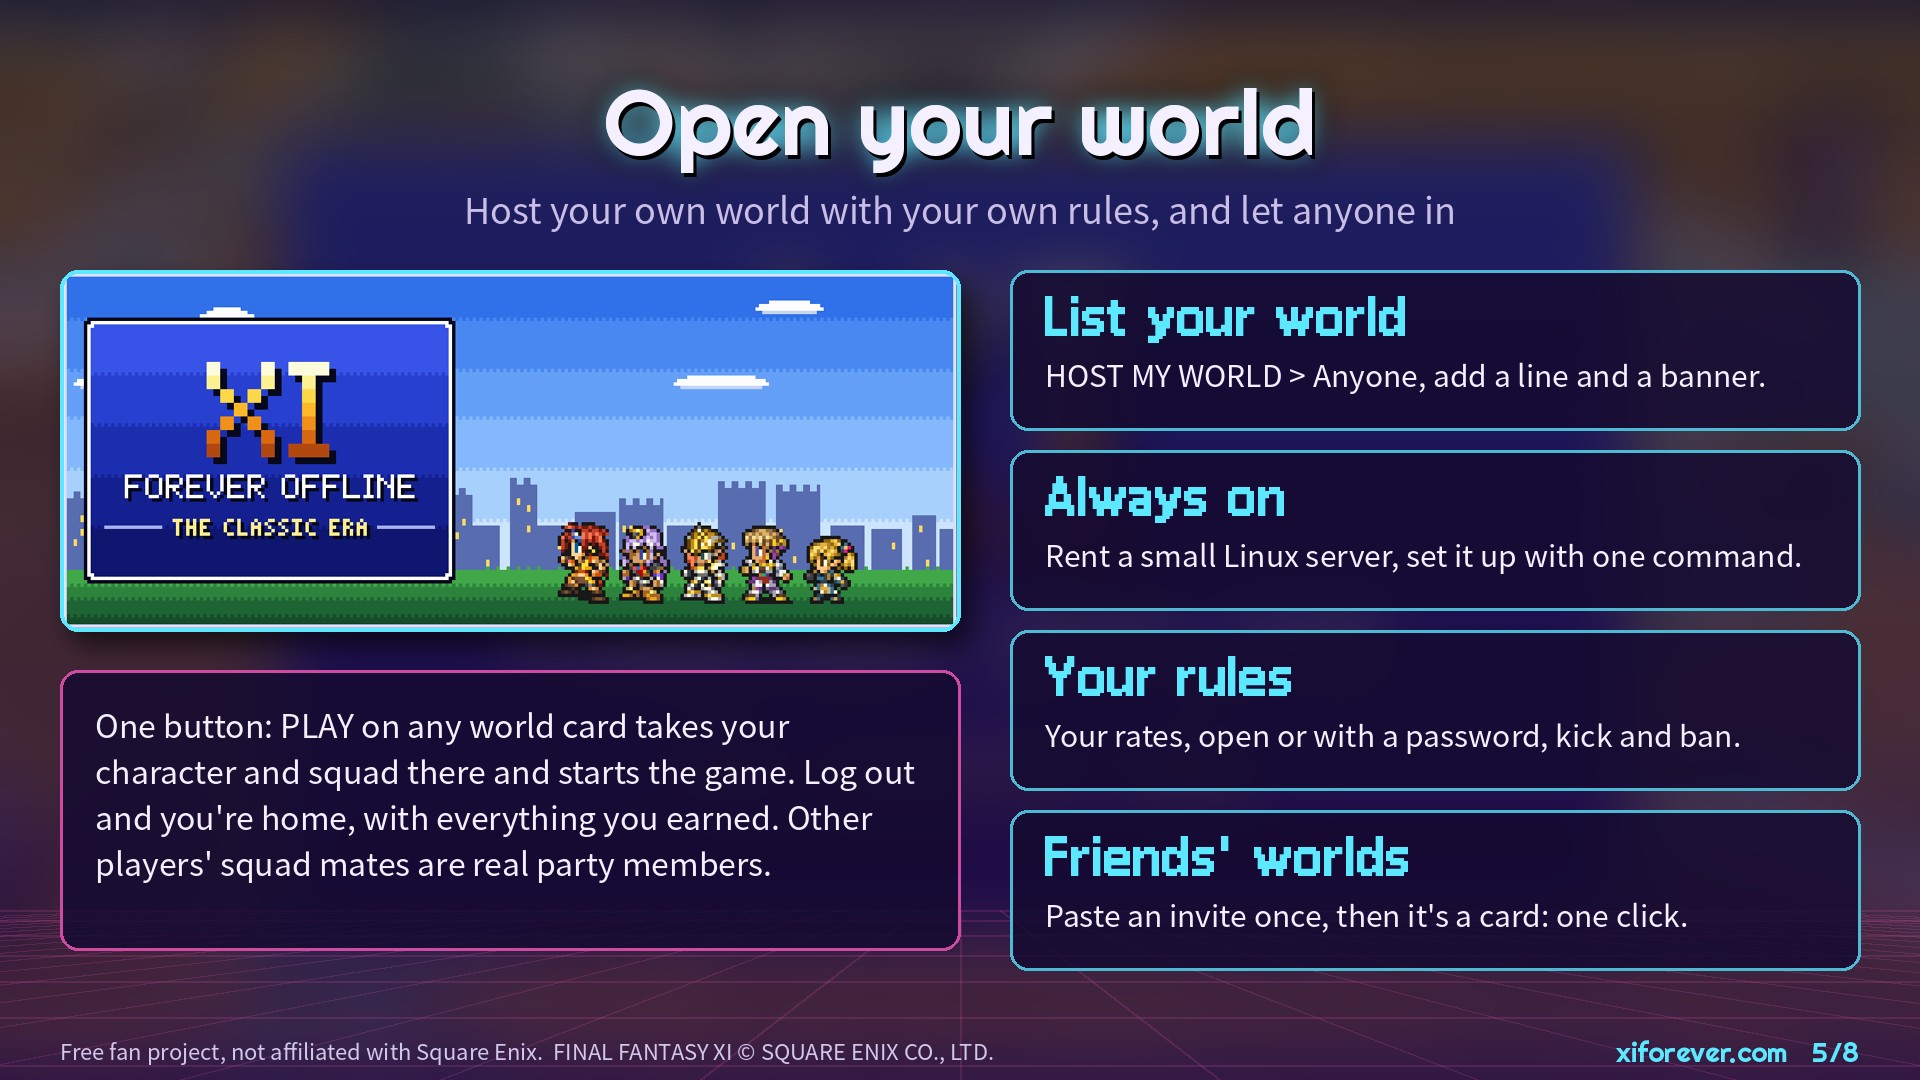 Open your world
Host your own world with your own rules, and let anyone in
XI
FOREVER OFFLINE
THE CLASSIC ERA
One button: PLAY on any world card takes your
character and squad there and starts the game. Log out
and you're home, with everything you earned. Other
players' squad mates are real party members.
List your world
HOST MY WORLD > Anyone, add a line and a banner.
Always on
Rent a small Linux server, set it up with one command.
Your rules
Your rates, open or with a password, kick and ban.
Friends' worlds
Paste an invite once, then it's a card: one click.
Free fan project, not affiliated with Square Enix. FINAL FANTASY XI © SQUARE ENIX CO., LTD.
xiforever.com 5/8